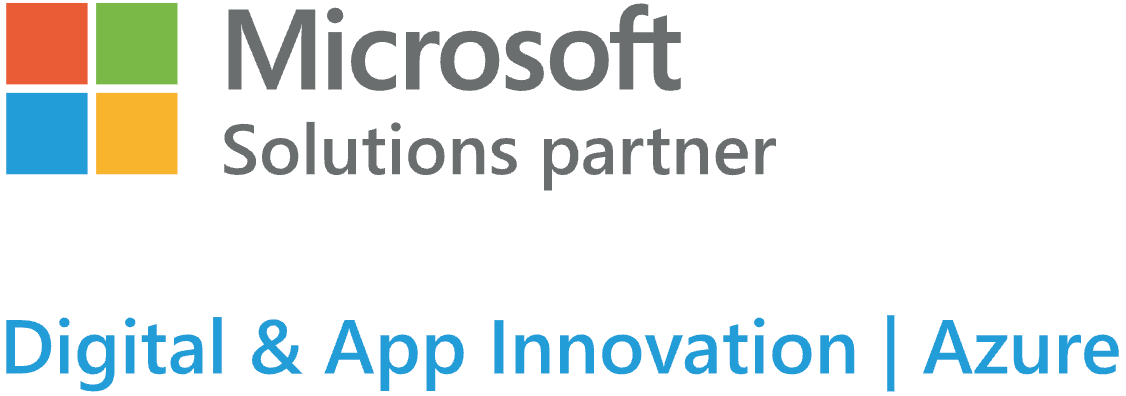 Microsoft
Solutions partner
Digital & App Innovation | Azure